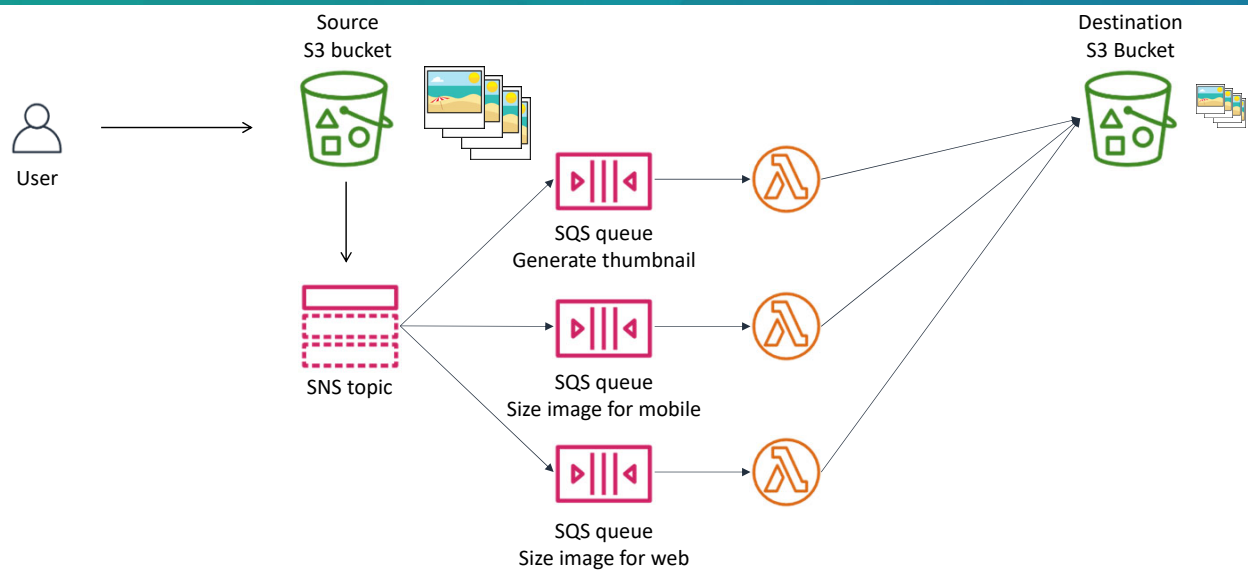 Source
S3 bucket
Destination
S3 Bucket
User
SQS queue
Generate thumbnail
SNS topic
SQS queue
Size image for mobile
SQS queue
Size image for web